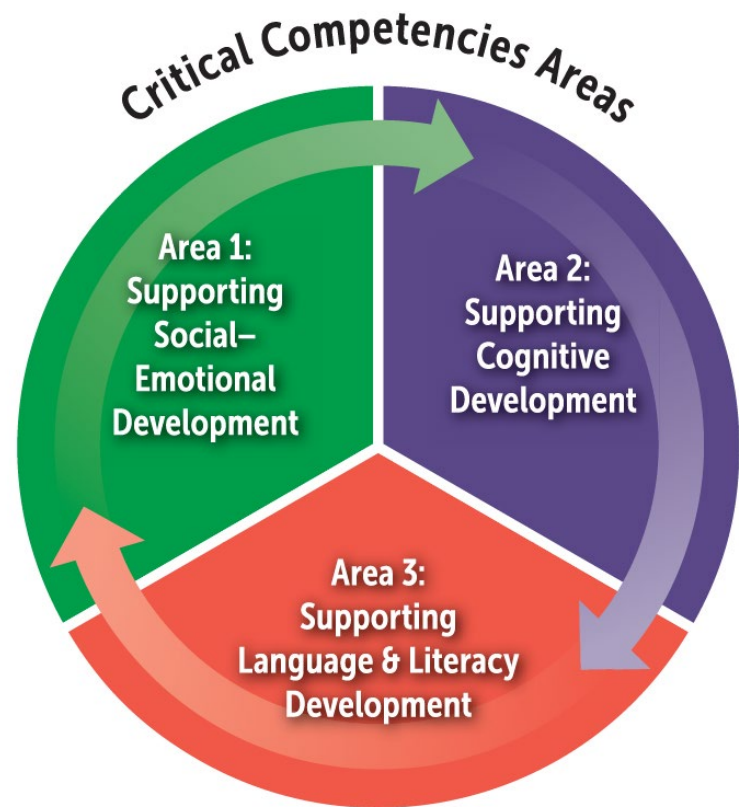 Critical Competencies Areas
Area 1:
Supporting
Social–
Emotional
Development
Area 2:
Supporting
Cognitive
Development
Area 3:
Supporting
Language & Literacy
Development